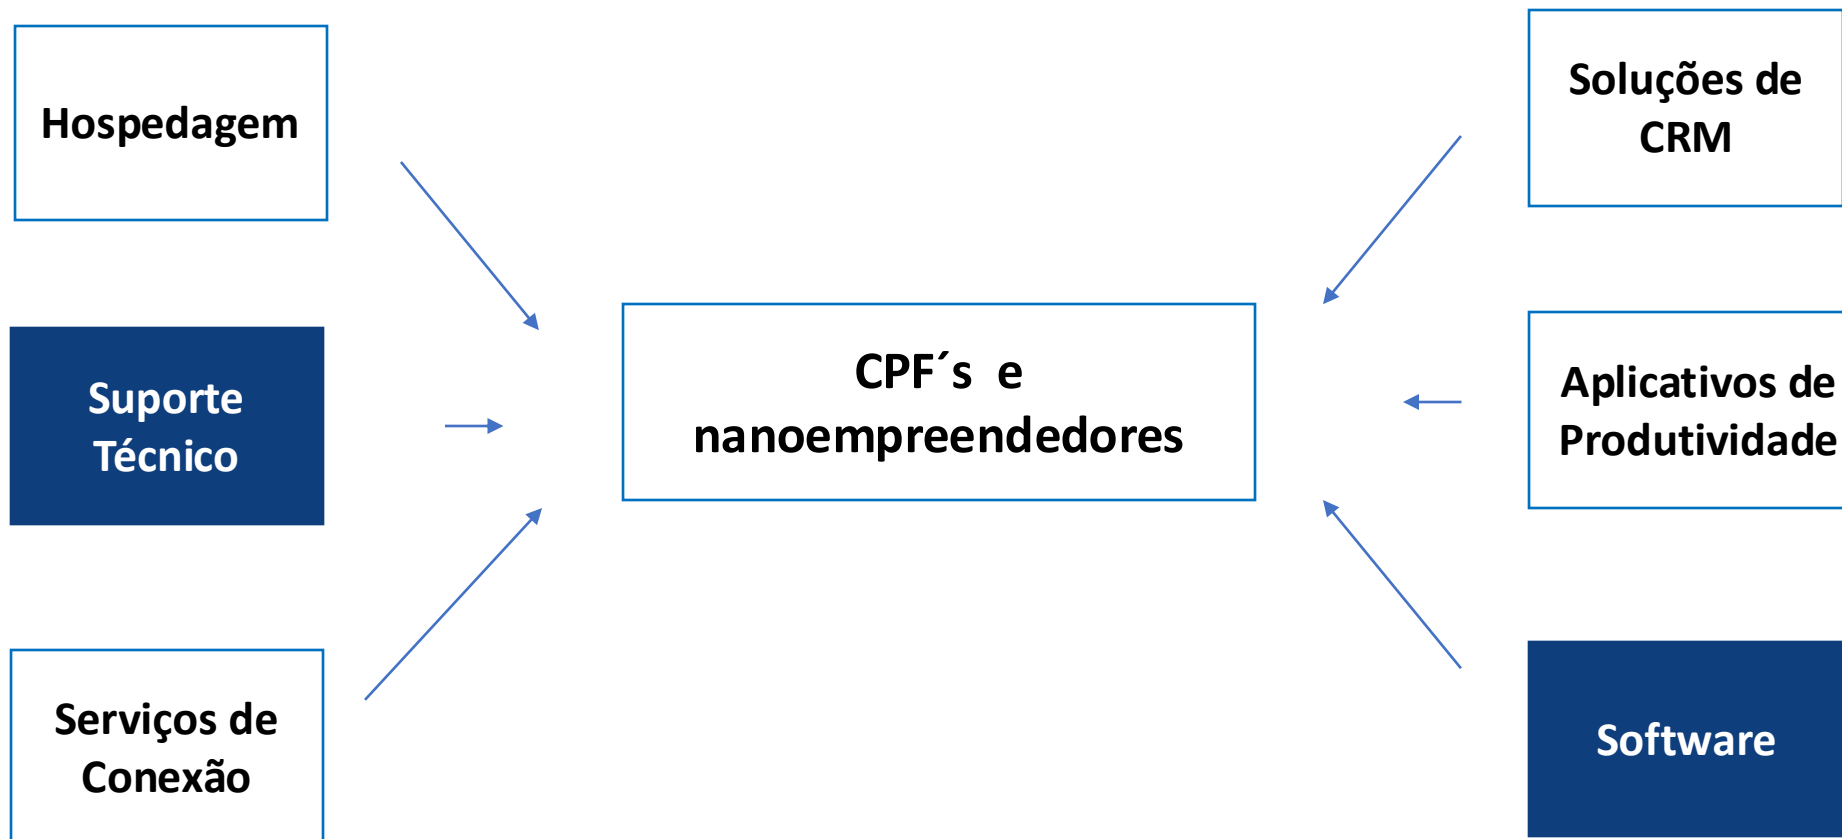 Hospedagem
Suporte
Técnico
Serviços de
Conexão
CPF´s e
nanoempreendedores
Soluções de
CRM
Aplicativos de
Produtividade
Software